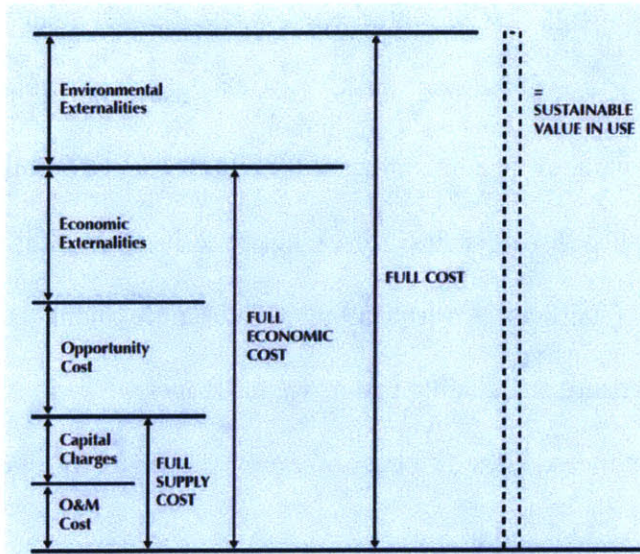 Environmental
Externalities
=
SUSTAINABLE
VALUE IN USE
Economic
Externalities
FULL COST
FULL
ECONOMIC
COST
Opportunity
Cost
Capital
Charges
FULL
SUPPLY
COST
O&M
Cost